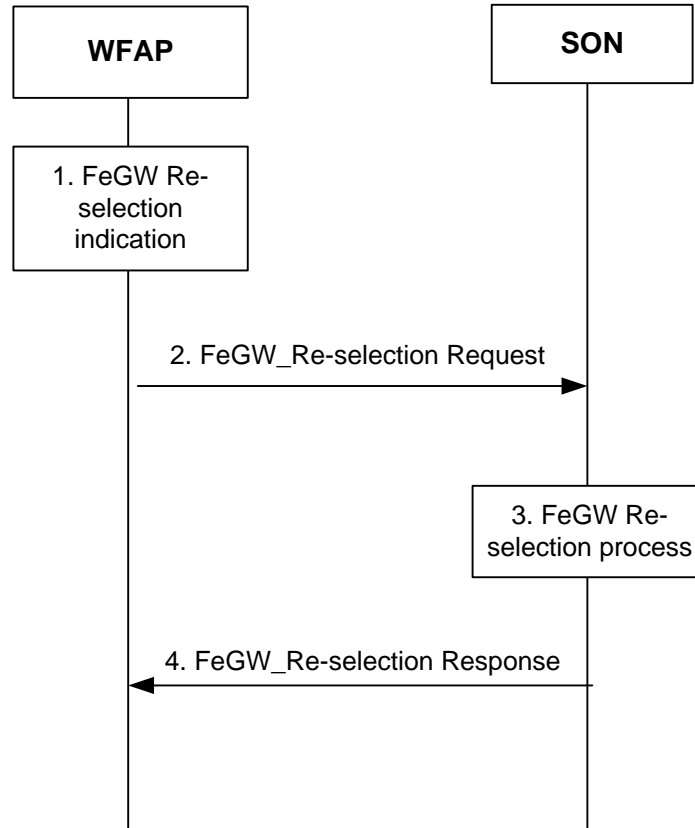 WFAP
SON
1. FeGW Re-
selection
indication
2. FeGW_Re-selection Request
3. FeGW Re-
selection process
4. FeGW_Re-selection Response